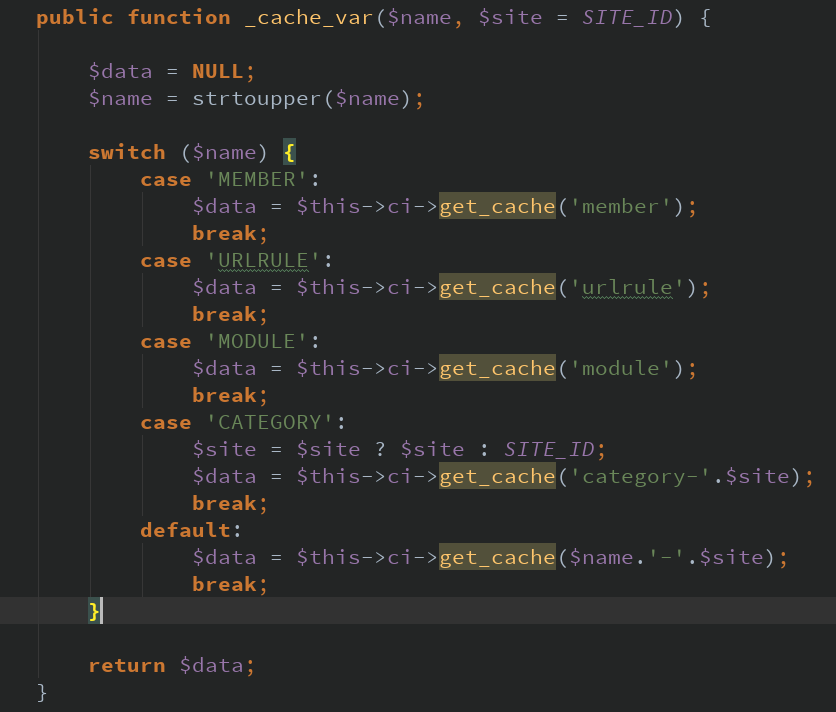 public function _cache_var($name, $site = SITE_ID) {
$data = NULL;
$name = strtoupper($name);
switch ($name) {
case 'MEMBER':
$data = $this->ci->get_cache('member');
break;
case 'URLRULE':
$data = $this->ci->get_cache('urlrule');
break;
case 'MODULE':
$data = $this->ci->get_cache('module');
break;
case 'CATEGORY':
$site = $site ? $site : SITE_ID;
$data = $this->ci->get_cache('category-'.$site);
break;
default:
$data = $this->ci->get_cache($name.'-'.$site);
break;
}
return $data;
}